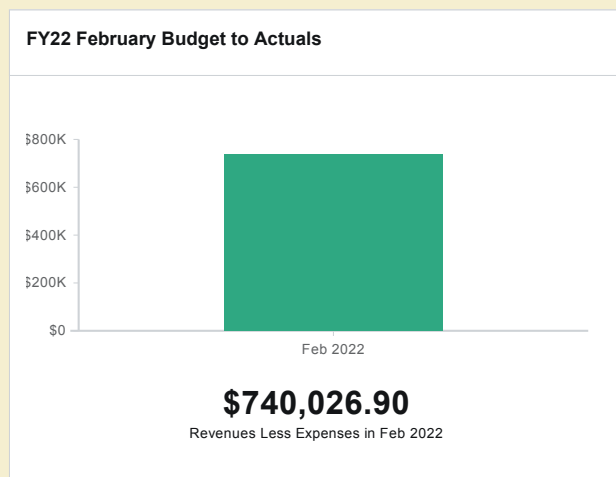 FY22 February Budget to Actuals
$800K
$600K
$400K
$200K
$0
Feb 2022
$740,026.90
Revenues Less Expenses in Feb 2022